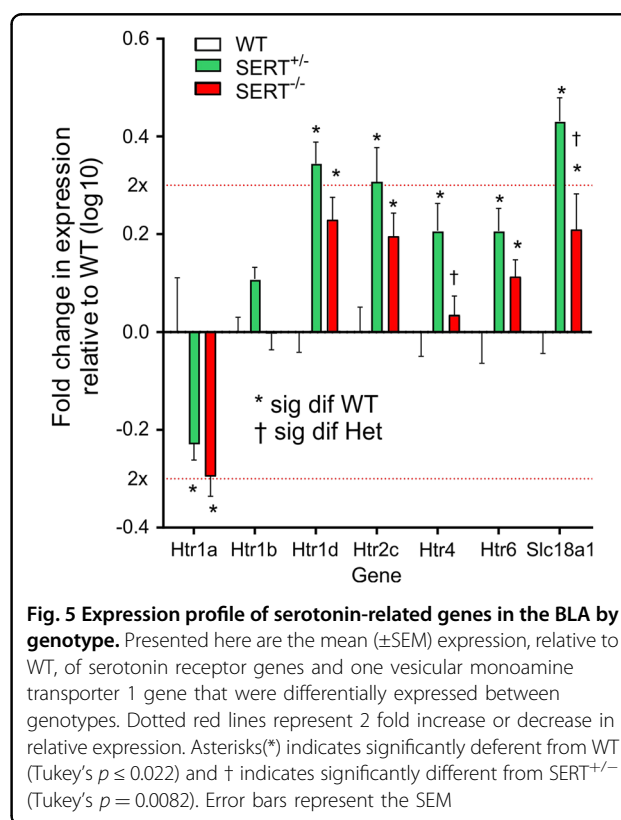 0.6
WT
SERT+/-
SERT-/-
0.4
2x
0.2
0.0
-0.2
2x
-0.4
Fold change in expression
relative to WT (log10)
* * * * * * * * * †
† *
* sig dif WT
† sig dif Het
* *
Htr1a Htr1b Htr1d Htr2c Htr4 Htr6 Slc18a1
Gene
Fig. 5 Expression profile of serotonin-related genes in the BLA by
genotype. Presented here are the mean (±SEM) expression, relative to
WT, of serotonin receptor genes and one vesicular monoamine
transporter 1 gene that were differentially expressed between
genotypes. Dotted red lines represent 2 fold increase or decrease in
relative expression. Asterisks(*) indicates significantly deferent from WT
(Tukey's p ≤ 0.022) and † indicates significantly different from SERT+/−
(Tukey's p = 0.0082). Error bars represent the SEM